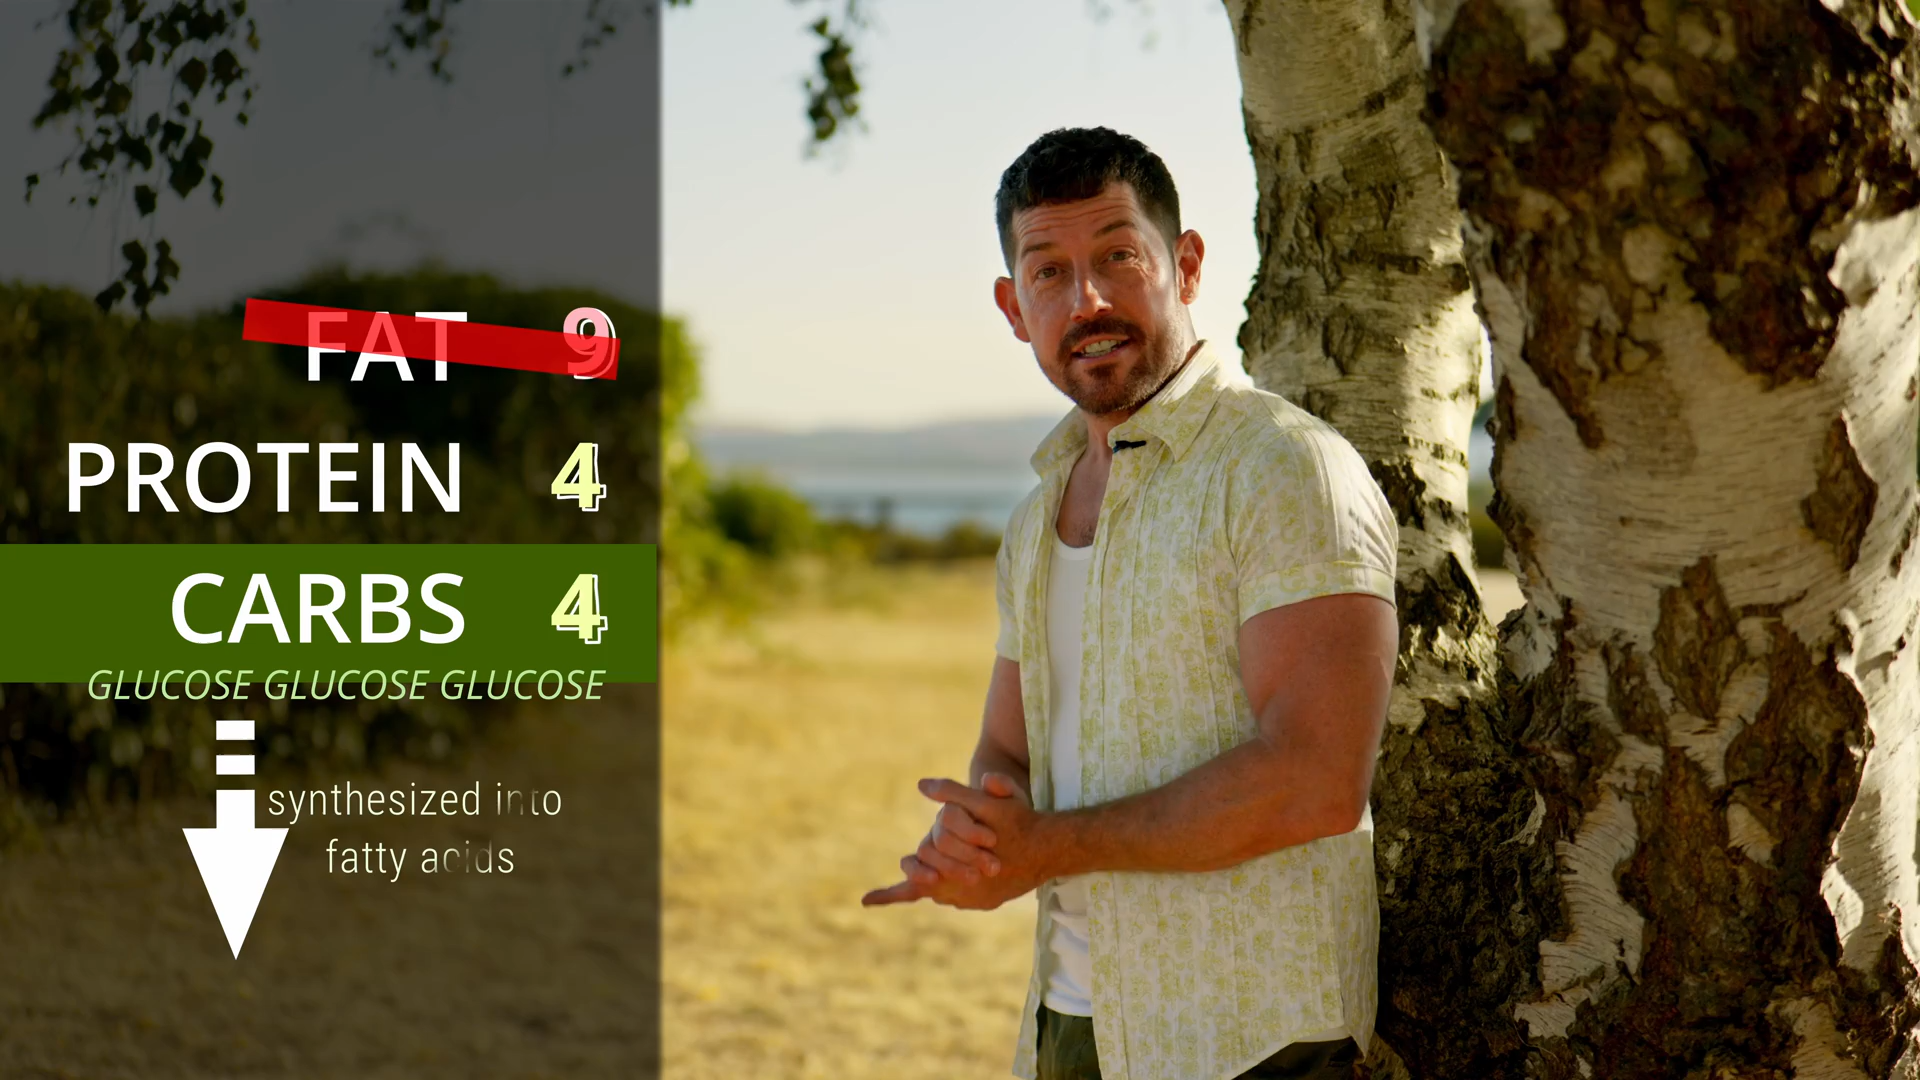 FAT 9
PROTEIN 4
CARBS 4
GLUCOSE GLUCOSE GLUCOSE
synthesized into
fatty acids